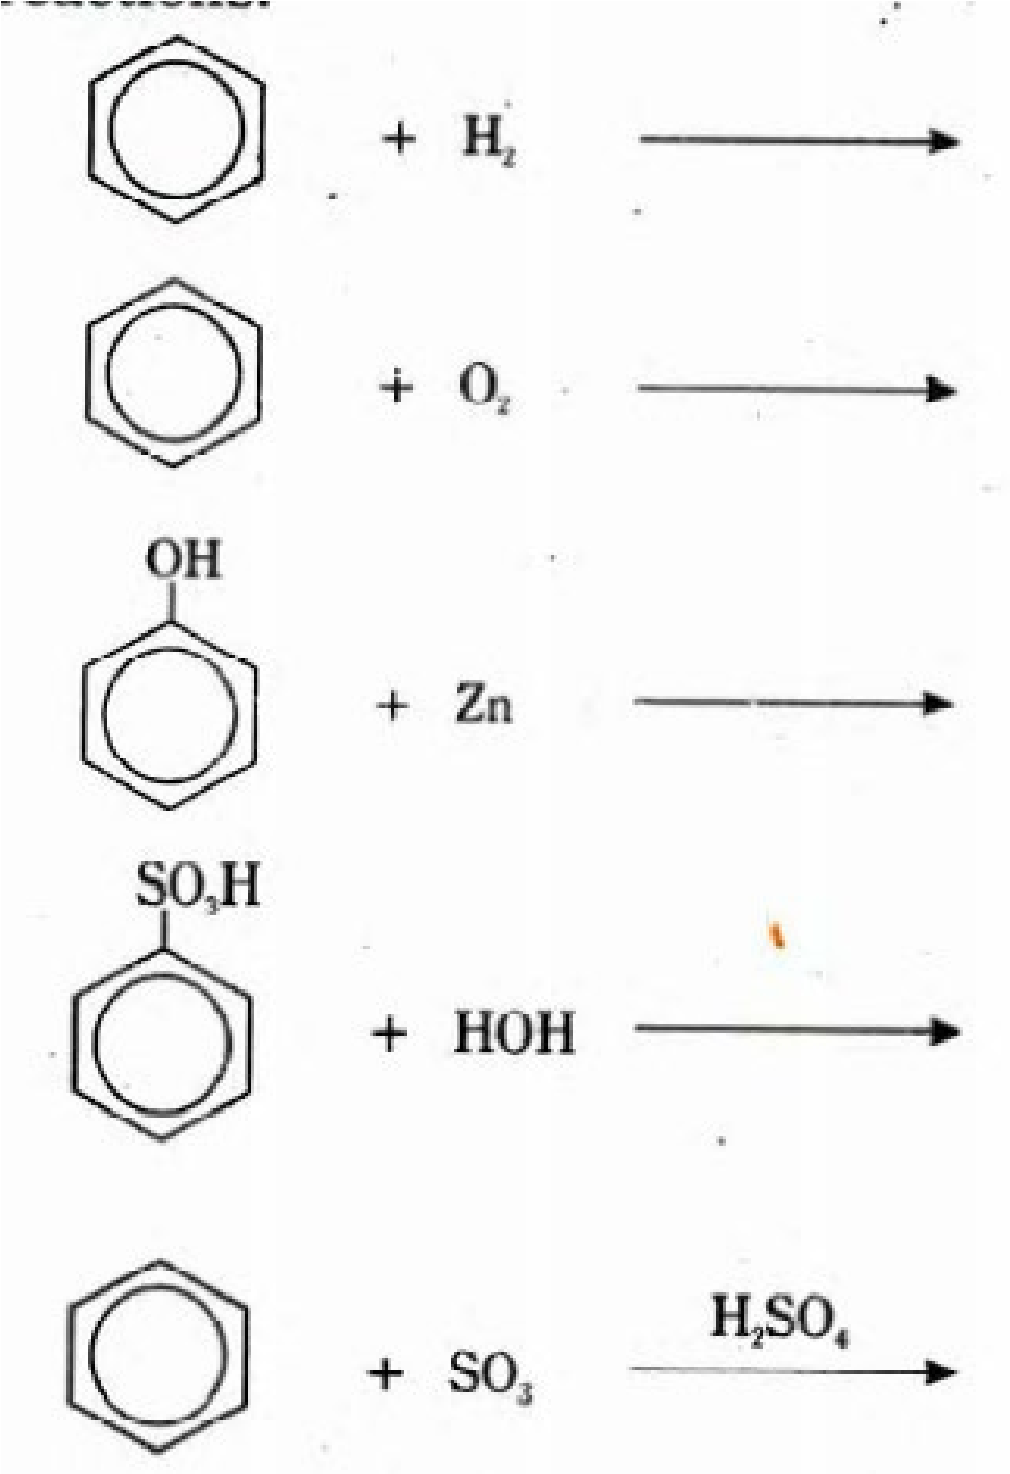 + H₂
+ O₂
OH
+ Zn
SO₃H
+ HOH
H₂SO₄
+ SO₃